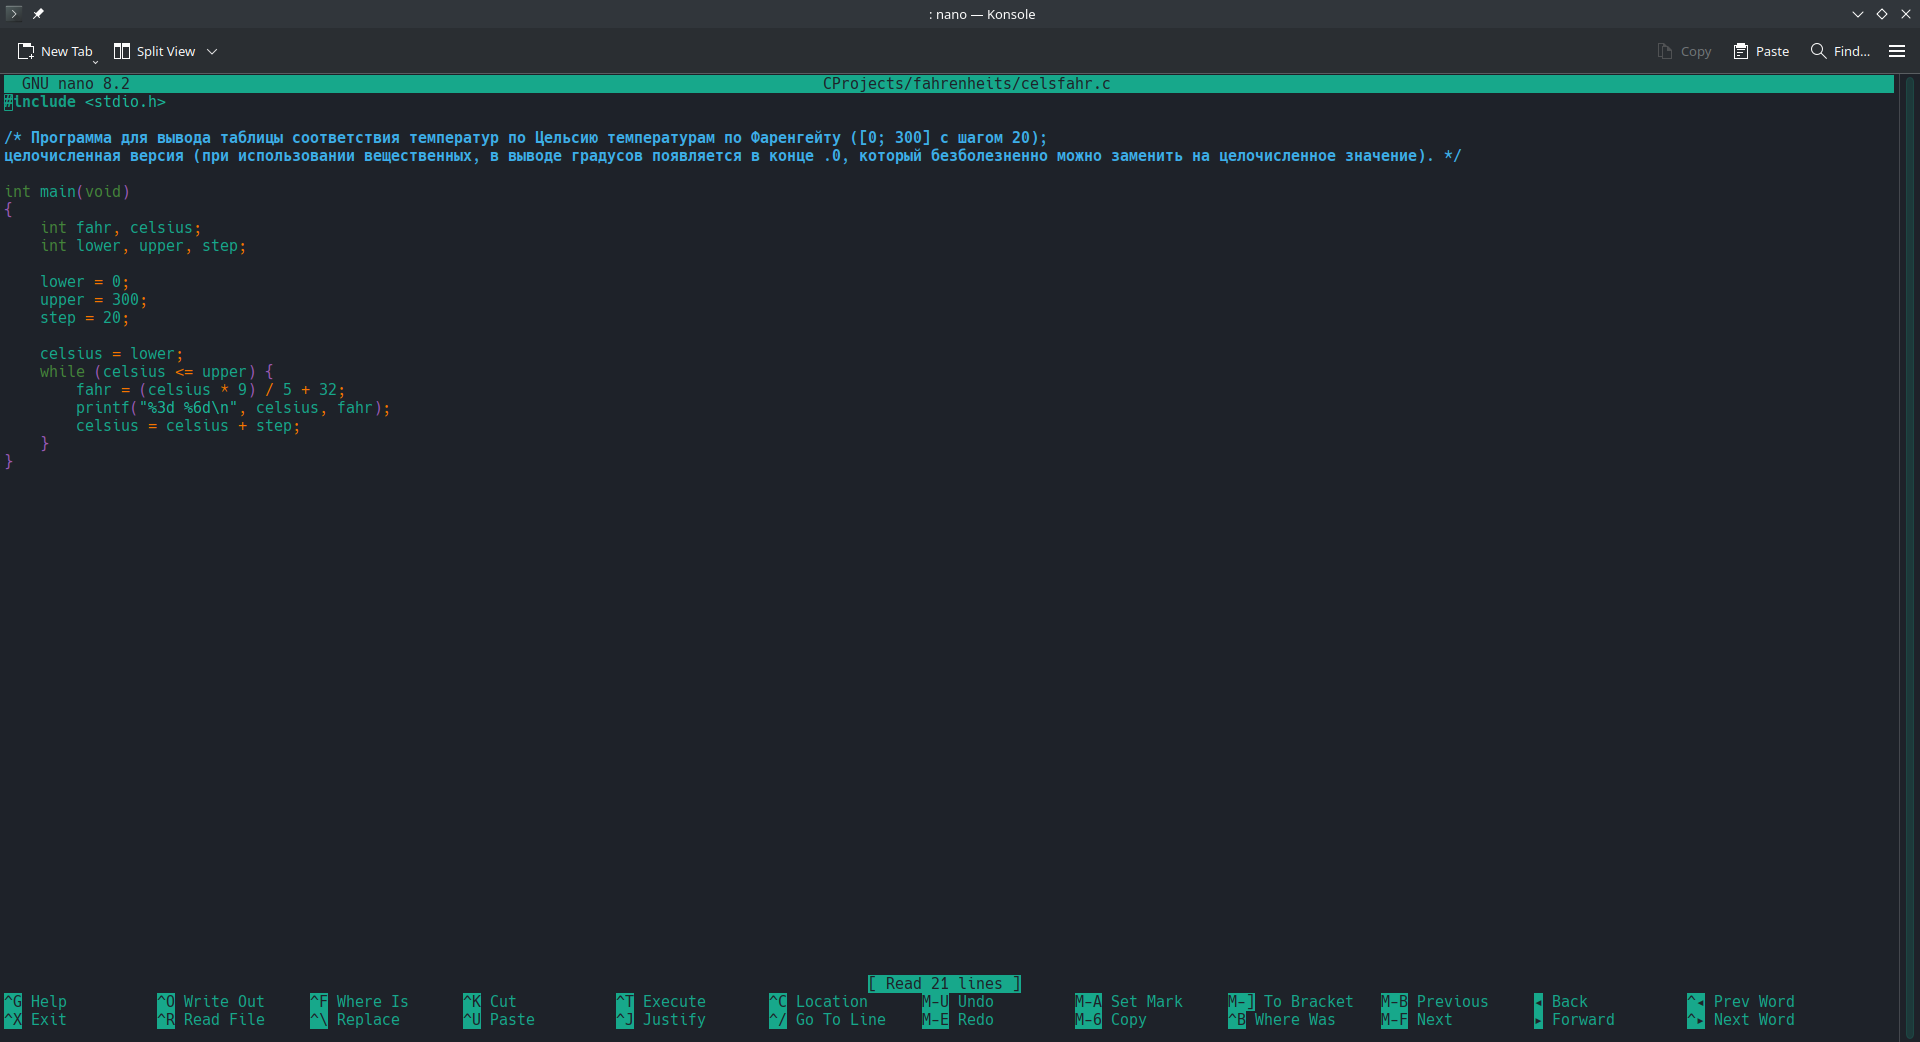 : nano — Konsole
New Tab Split View Copy Paste Find...
GNU nano 8.2 CProjects/fahrenheits/celsfahr.c
#include <stdio.h>
/* Программа для вывода таблицы соответствия температур по Цельсию температурам по Фаренгейту ([0; 300] с шагом 20);
целочисленная версия (при использовании вещественных, в выводе градусов появляется в конце .0, который безболезненно можно заменить на целочисленное значение). */
int main(void)
{
    int fahr, celsius;
    int lower, upper, step;
    lower = 0;
    upper = 300;
    step = 20;
    celsius = lower;
    while (celsius <= upper) {
        fahr = (celsius * 9) / 5 + 32;
        printf("%3d %6d\n", celsius, fahr);
        celsius = celsius + step;
    }
}
[ Read 21 lines ]
^G Help ^O Write Out ^F Where Is ^K Cut ^T Execute ^C Location M-U Undo M-A Set Mark M-] To Bracket M-B Previous ◂ Back ^◂ Prev Word
^X Exit ^R Read File ^\ Replace ^U Paste ^J Justify ^/ Go To Line M-E Redo M-6 Copy ^B Where Was M-F Next ▸ Forward ^▸ Next Word